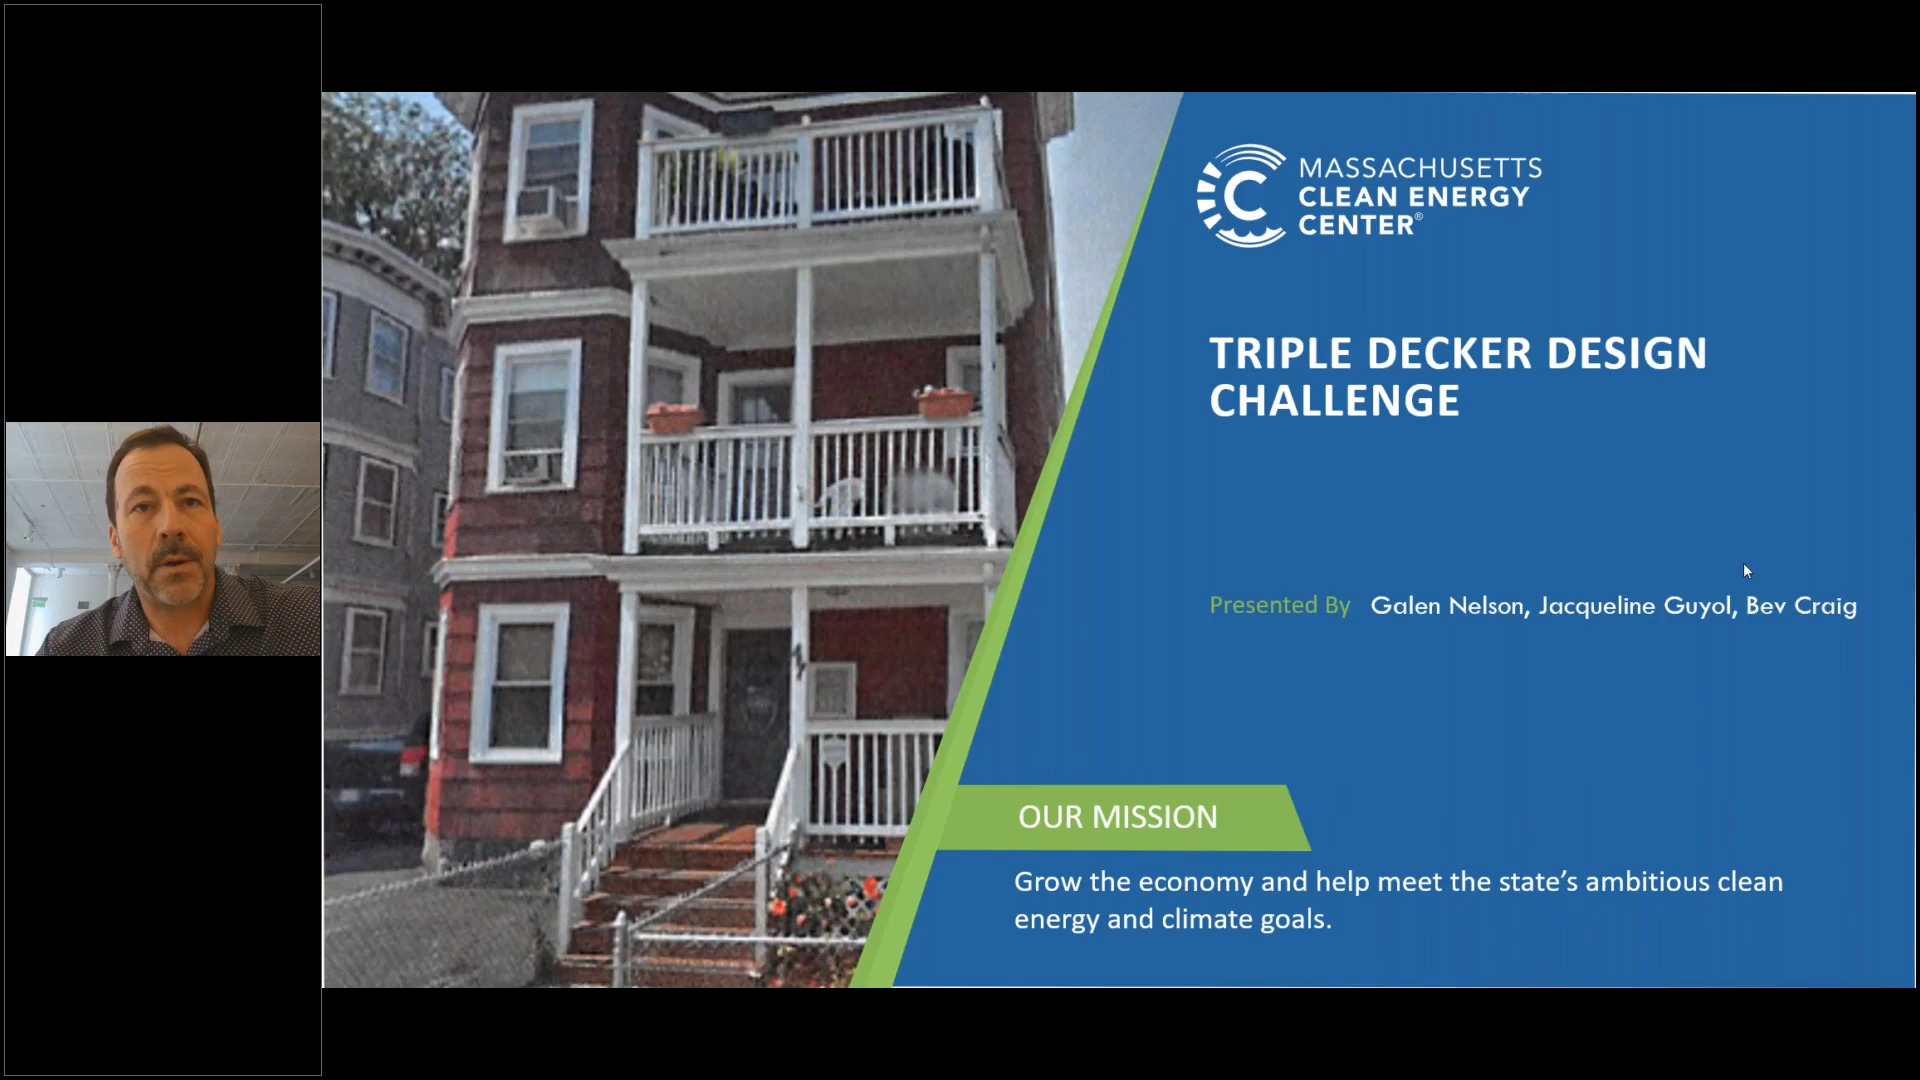 MASSACHUSETTS
CLEAN ENERGY
CENTER®
TRIPLE DECKER DESIGN
CHALLENGE
Presented By Galen Nelson, Jacqueline Guyol, Bev Craig
OUR MISSION
Grow the economy and help meet the state’s ambitious clean
energy and climate goals.